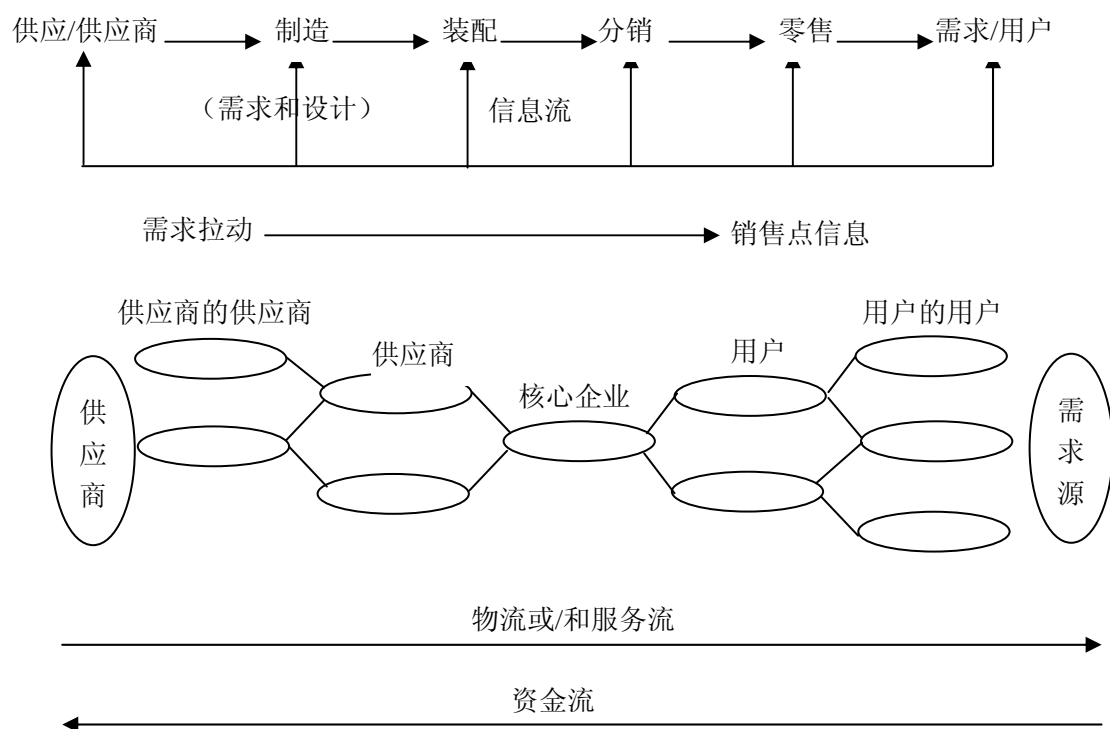 供应/供应商 制造 装配 分销 零售 需求/用户
（需求和设计） 信息流
需求拉动 销售点信息
供应商的供应商 用户的用户
供应商 用户
核心企业
供应商
需求源
物流或/和服务流
资金流